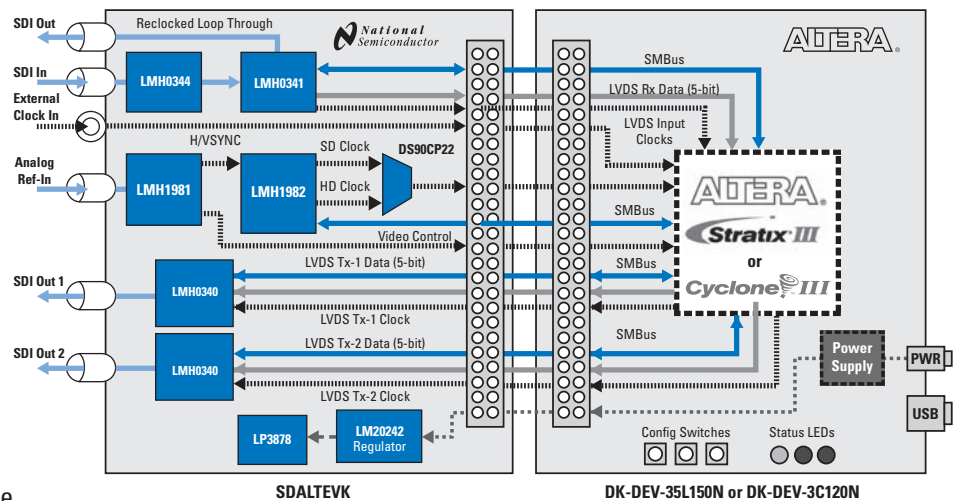 SDI Out
Reclocked Loop Through
National
Semiconductor
ALTERA®
SDI In
LMH0344
LMH0341
SMBus
External
Clock In
LVDS Rx Data (5-bit)
LVDS Input
Clocks
H/VSYNC
SD Clock
DS90CP22
Analog
Ref-In
LMH1981
LMH1982
HD Clock
ALTERA®
Stratix III
or
Cyclone III
SMBus
Video Control
LVDS Tx-1 Data (5-bit)
SMBus
SDI Out 1
LMH0340
LVDS Tx-1 Clock
SMBus
LVDS Tx-2 Data (5-bit)
SDI Out 2
LMH0340
Power
Supply
PWR
LVDS Tx-2 Clock
USB
LP3878
LM20242
Regulator
Config Switches
Status LEDs
SDALTEVK
DK-DEV-3SL150N or DK-DEV-3C120N